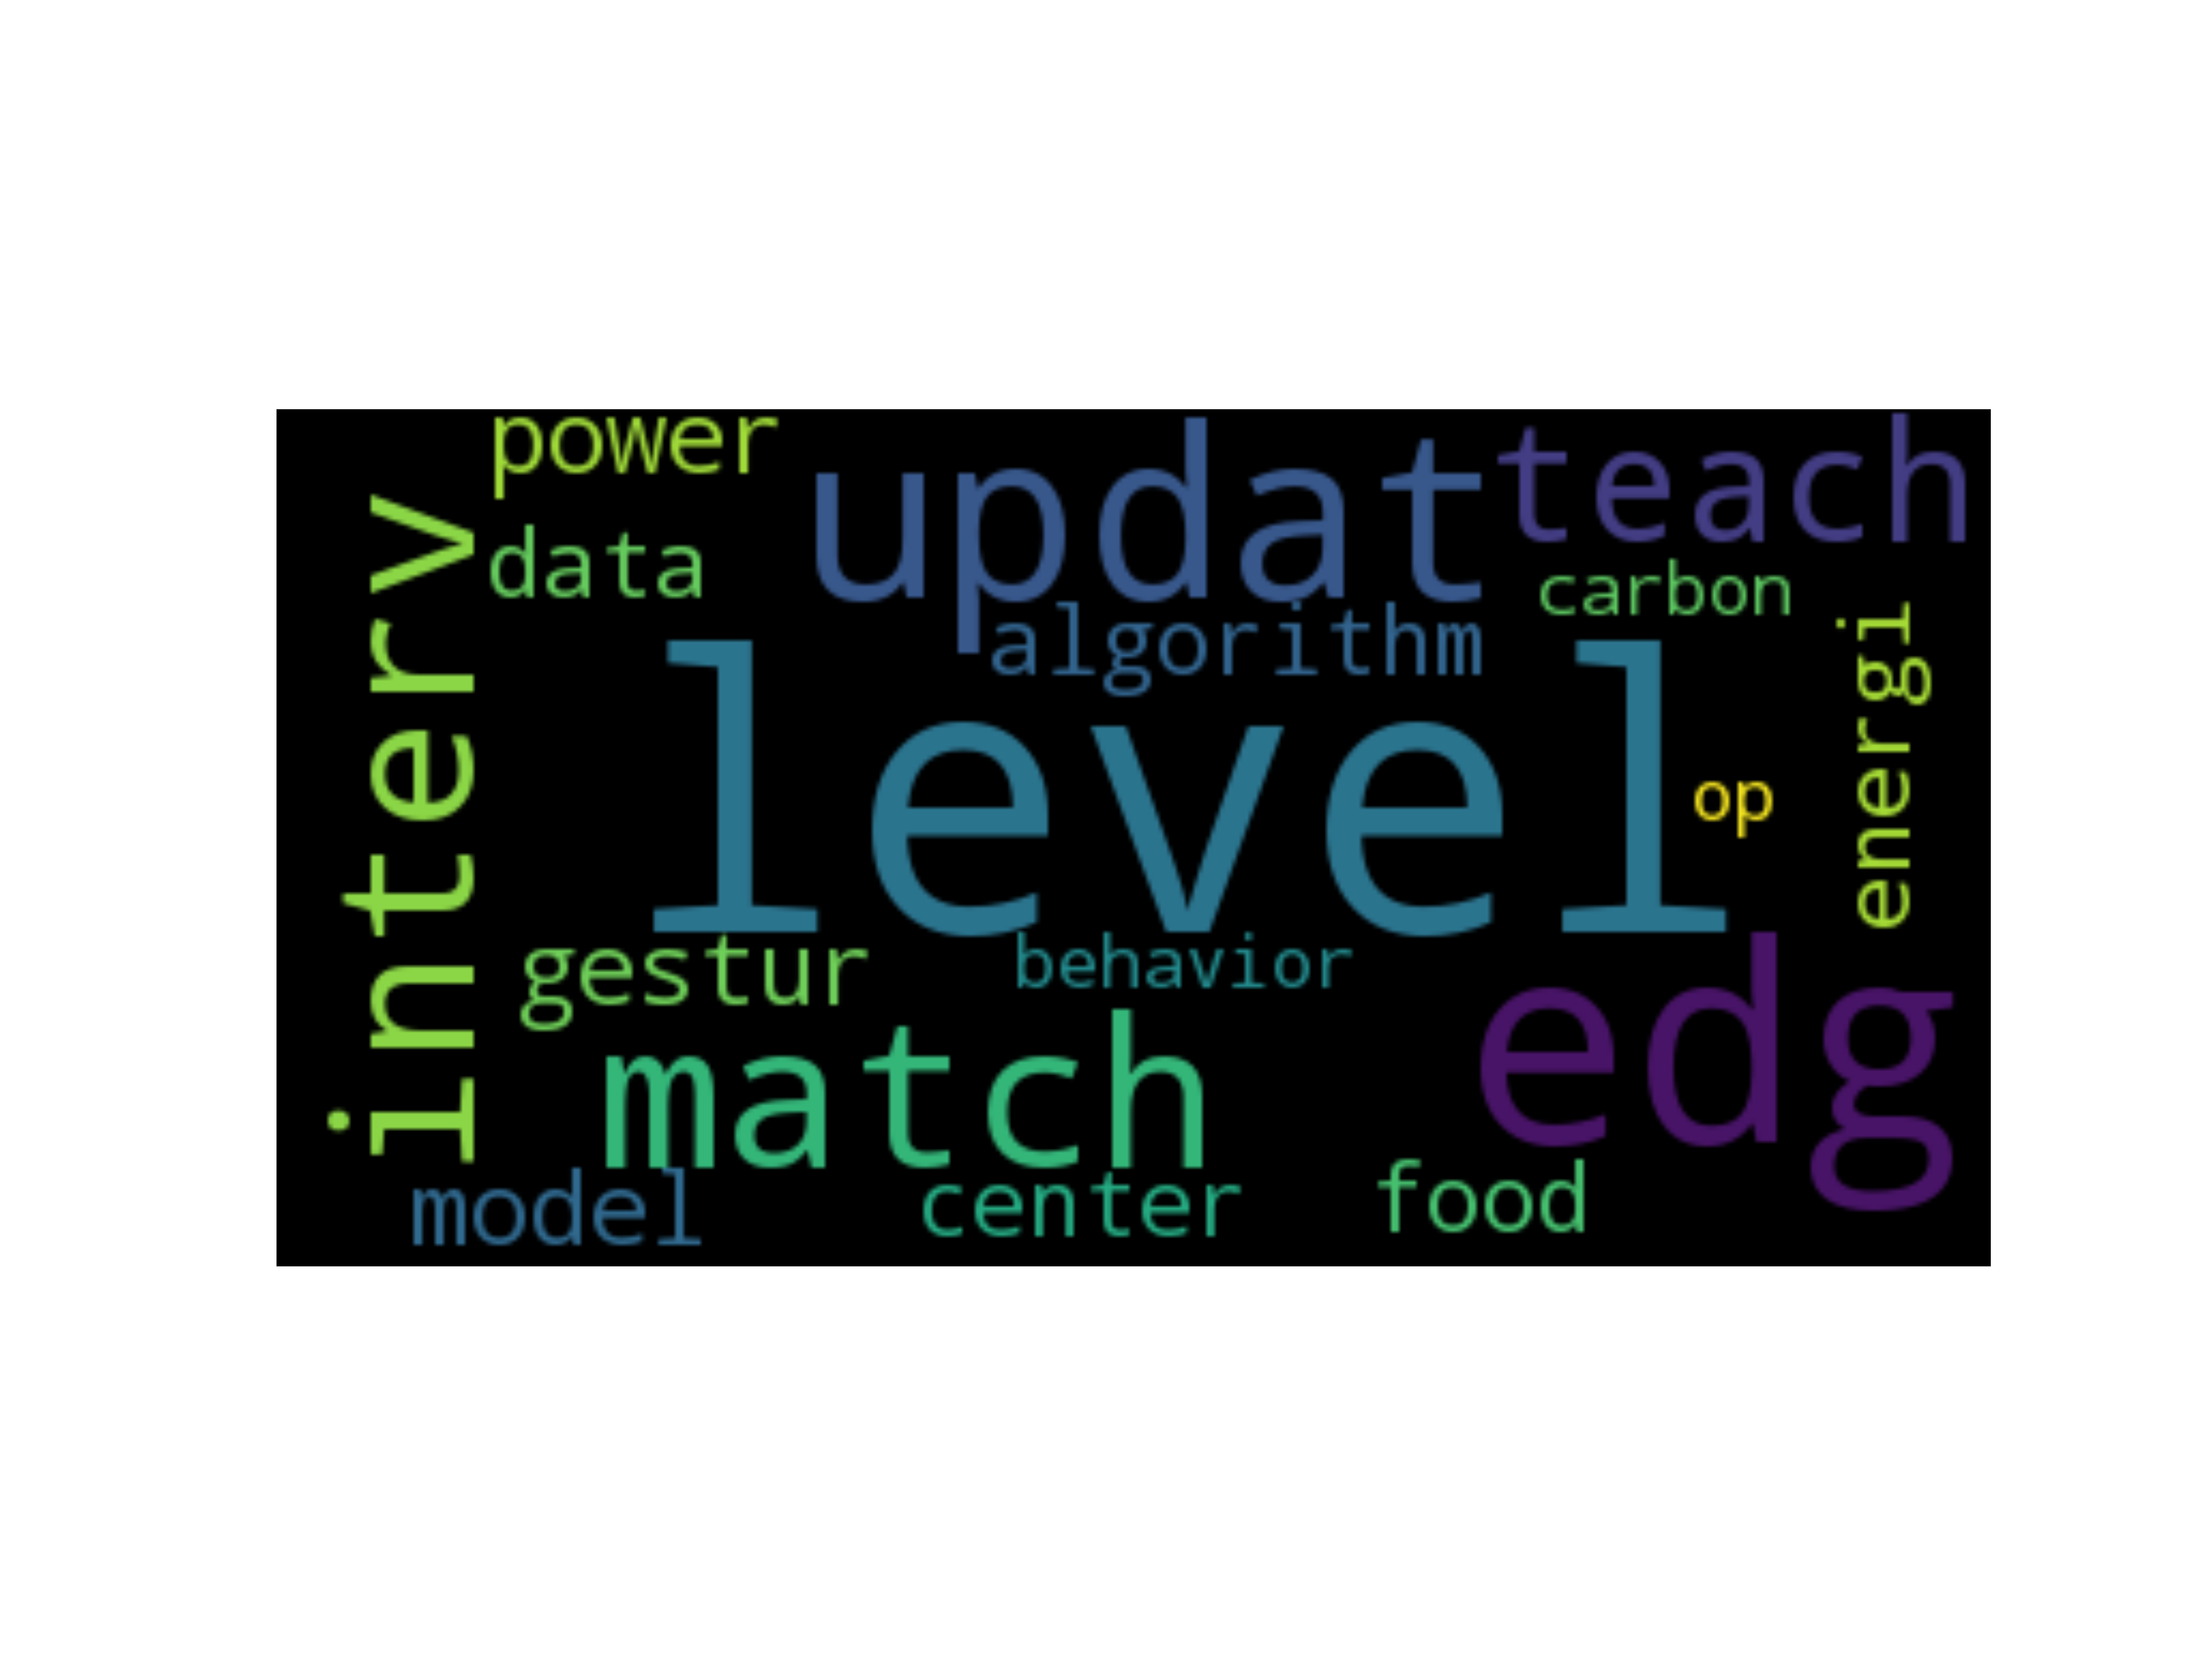 power
updat
teach
data
carbon
algorithm
interv
level
energi
op
gestur
behavior
edg
match
model
center
food